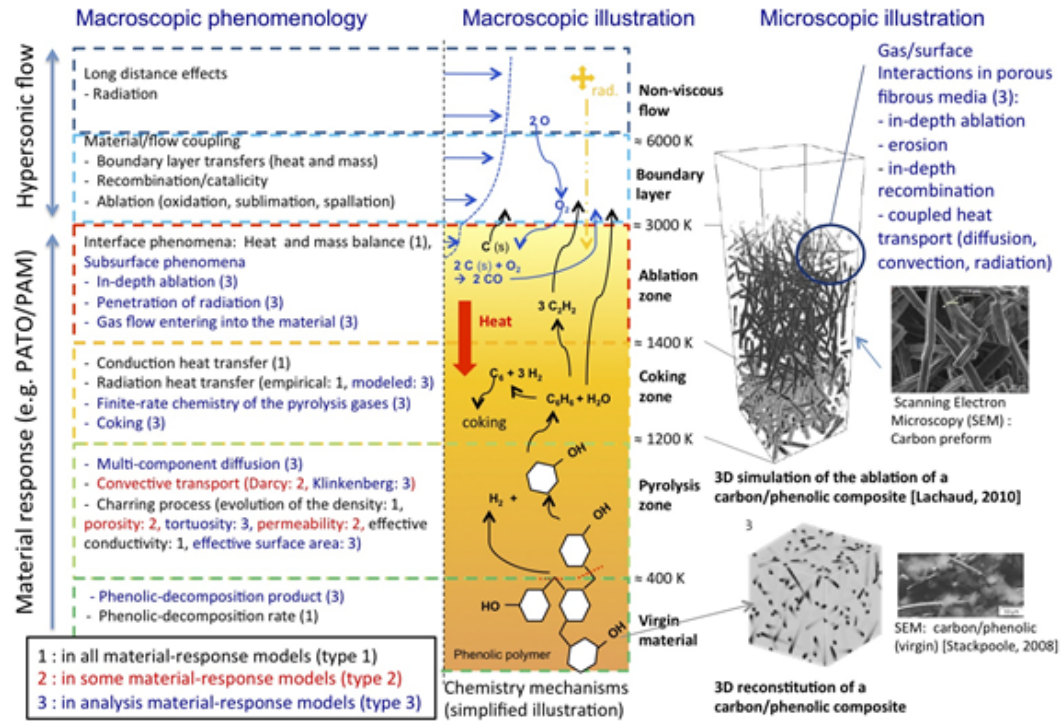 Macroscopic phenomenology
Macroscopic illustration
Microscopic illustration
Hypersonic flow
Material response (e.g. PATO/PAM)
Long distance effects
- Radiation
Material/flow coupling
- Boundary layer transfers (heat and mass)
- Recombination/catalicity
- Ablation (oxidation, sublimation, spallation)
Interface phenomena: Heat and mass balance (1),
Subsurface phenomena
- In-depth ablation (3)
- Penetration of radiation (3)
- Gas flow entering into the material (3)
- Conduction heat transfer (1)
- Radiation heat transfer (empirical: 1, modeled: 3)
- Finite-rate chemistry of the pyrolysis gases (3)
- Coking (3)
- Multi-component diffusion (3)
- Convective transport (Darcy: 2, Klinkenberg: 3)
- Charring process (evolution of the density: 1,
porosity: 2, tortuosity: 3, permeability: 2, effective
conductivity: 1, effective surface area: 3)
- Phenolic-decomposition product (3)
- Phenolic-decomposition rate (1)
1 : in all material-response models (type 1)
2 : in some material-response models (type 2)
3 : in analysis material-response models (type 3)
rad.
2 O
O₂
C (s)
2 C (s) + O₂
→ 2 CO
3 C₂H₂
Heat
C₆ + 3 H₂
C₆H₆ + H₂O
coking
OH
H₂ +
OH
HO
OH
Phenolic polymer
Chemistry mechanisms
(simplified illustration)
Non-viscous
flow
≈ 6000 K
Boundary
layer
≈ 3000 K
Ablation
zone
≈ 1400 K
Coking
zone
≈ 1200 K
Pyrolysis
zone
≈ 400 K
Virgin
material
Gas/surface
Interactions in porous
fibrous media (3):
- in-depth ablation
- erosion
- in-depth
recombination
- coupled heat
transport (diffusion,
convection, radiation)
Scanning Electron
Microscopy (SEM) :
Carbon preform
3D simulation of the ablation of a
carbon/phenolic composite [Lachaud, 2010]
3
SEM: carbon/phenolic
(virgin) [Stackpoole, 2008]
3D reconstitution of a
carbon/phenolic composite